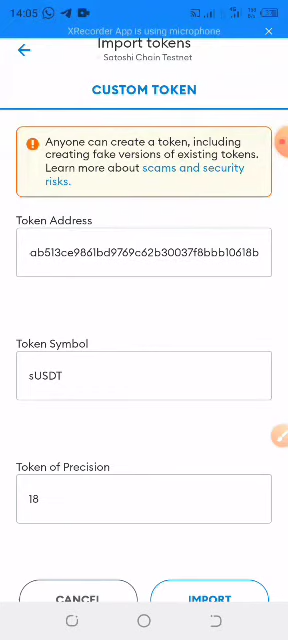 14:05
XRecorder App is using microphone
Import tokens
Satoshi Chain Testnet
CUSTOM TOKEN
Anyone can create a token, including
creating fake versions of existing tokens.
Learn more about scams and security
risks.
Token Address
ab513ce9861bd9769c62b30037f8bbb10618b
Token Symbol
sUSDT
Token of Precision
18
CANCEL
IMPORT